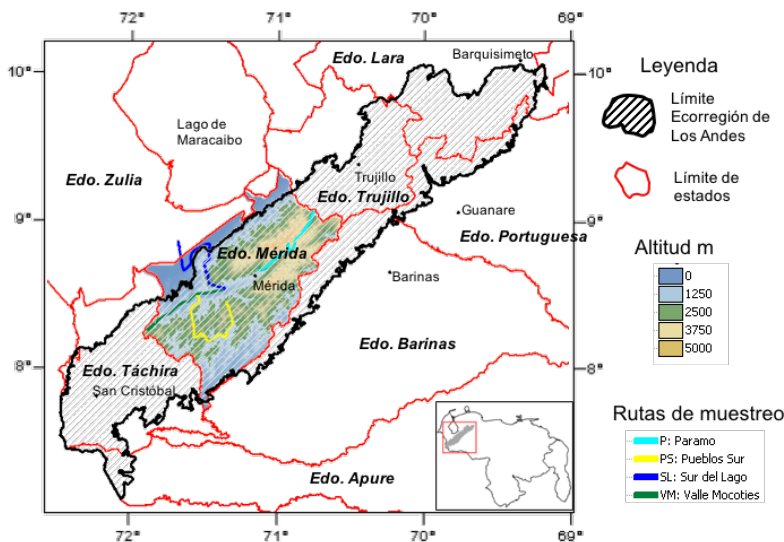 72° 71° 70° 69°
10°
9°
8°
10°
9°
8°
72° 71° 70° 69°
Edo. Lara
Barquisimeto
Lago de
Maracaibo
Edo. Zulia
Trujillo
Edo. Trujillo
Guanare
Edo. Portuguesa
Edo. Mérida
Mérida
Barinas
Edo. Barinas
Edo. Táchira
San Cristóbal
Edo. Apure
Leyenda
Límite
Ecorregión de
Los Andes
Límite de
estados
Altitud m
0
1250
2500
3750
5000
Rutas de muestreo
P: Paramo
PS: Pueblos Sur
SL: Sur del Lago
VM: Valle Mocoties